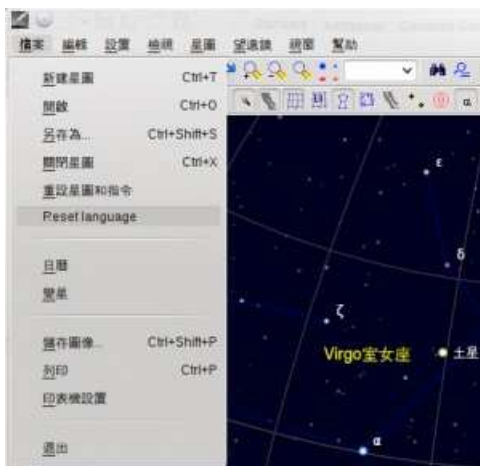 檔案 編輯 設置 檢視 星圖 望遠鏡 視窗 幫助
新建星圖 Ctrl+T
開啟 Ctrl+O
另存為... Ctrl+Shift+S
關閉星圖 Ctrl+X
重設星圖和指令
Reset language
日曆
變星
儲存圖像... Ctrl+Shift+P
列印 Ctrl+P
印表機設置
退出
α
ε
δ
ζ
Virgo室女座
土星
α